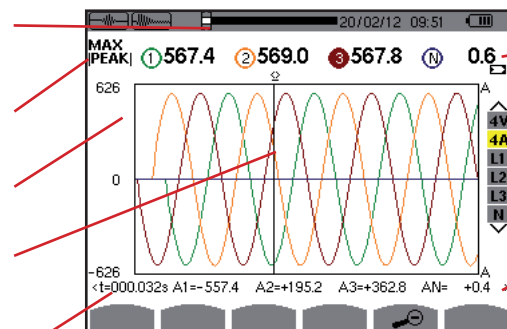 20/02/12 09:51
MAX
|PEAK| 1 567.4 2 569.0 3 567.8 N 0.6
626 A
4V
4A
L1
0 L2
L3
N
-626 A
<t=000.032s A1=-557.4 A2=+195.2 A3=+362.8 AN= +0.4